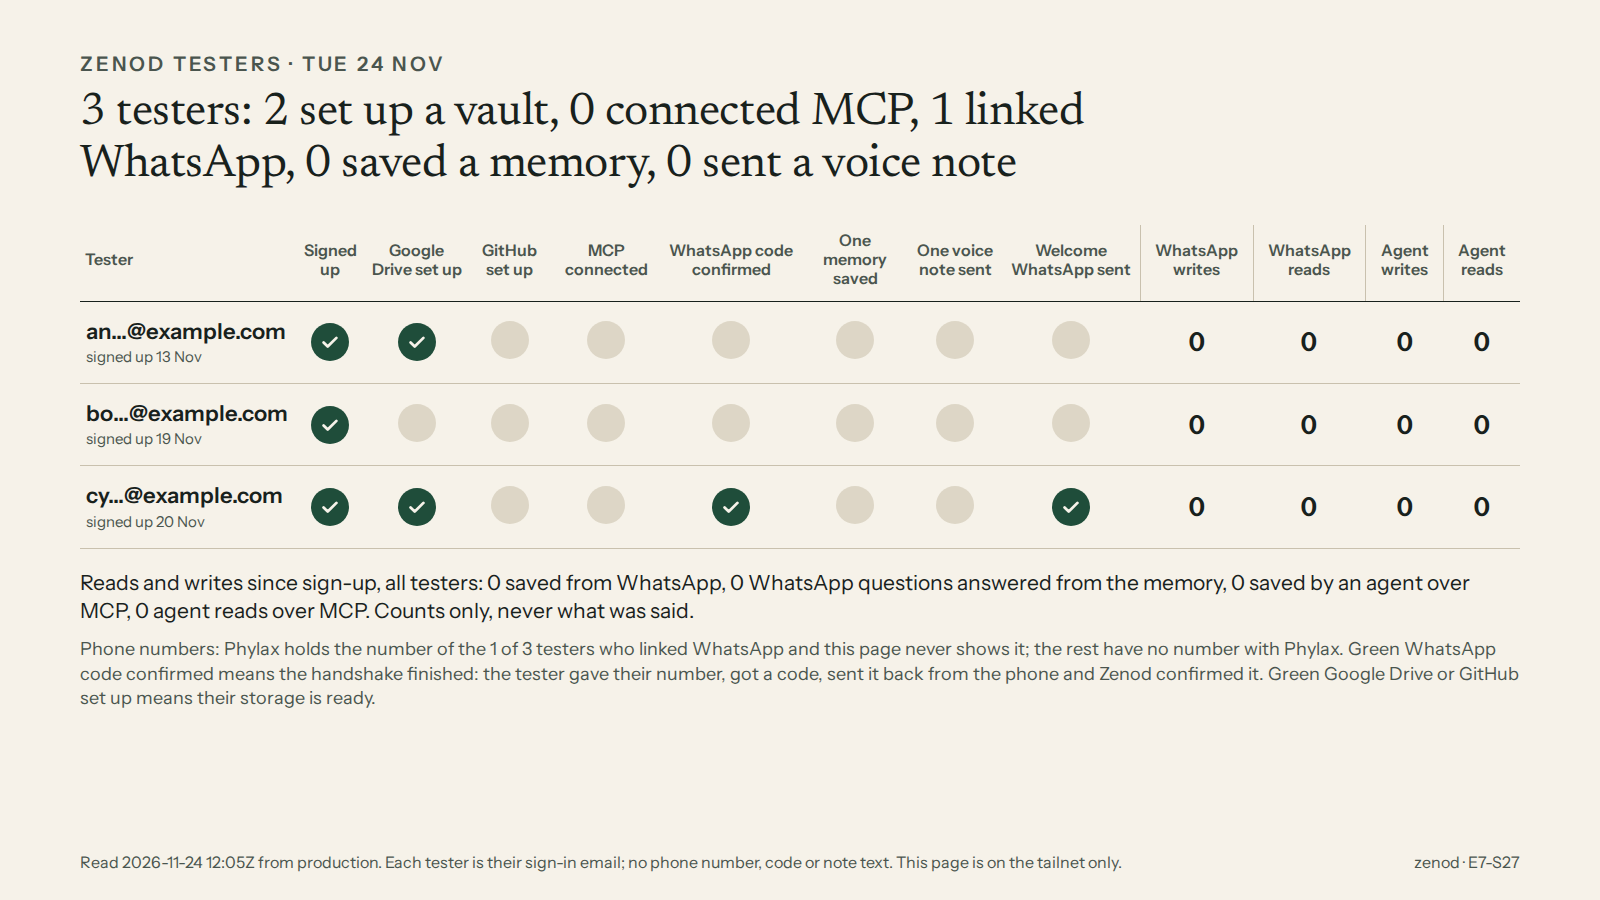 ZENOD TESTERS · TUE 24 NOV
3 testers: 2 set up a vault, 0 connected MCP, 1 linked
WhatsApp, 0 saved a memory, 0 sent a voice note
Tester
Signed
up
Google
Drive set up
GitHub
set up
MCP
connected
WhatsApp code
confirmed
One
memory
saved
One voice
note sent
Welcome
WhatsApp sent
WhatsApp
writes
WhatsApp
reads
Agent
writes
Agent
reads
an...@example.com
signed up 13 Nov
0 0 0 0
bo...@example.com
signed up 19 Nov
0 0 0 0
cy...@example.com
signed up 20 Nov
0 0 0 0
Reads and writes since sign-up, all testers: 0 saved from WhatsApp, 0 WhatsApp questions answered from the memory, 0 saved by an agent over
MCP, 0 agent reads over MCP. Counts only, never what was said.
Phone numbers: Phylax holds the number of the 1 of 3 testers who linked WhatsApp and this page never shows it; the rest have no number with Phylax. Green WhatsApp
code confirmed means the handshake finished: the tester gave their number, got a code, sent it back from the phone and Zenod confirmed it. Green Google Drive or GitHub
set up means their storage is ready.
Read 2026-11-24 12:05Z from production. Each tester is their sign-in email; no phone number, code or note text. This page is on the tailnet only.
zenod · E7-S27